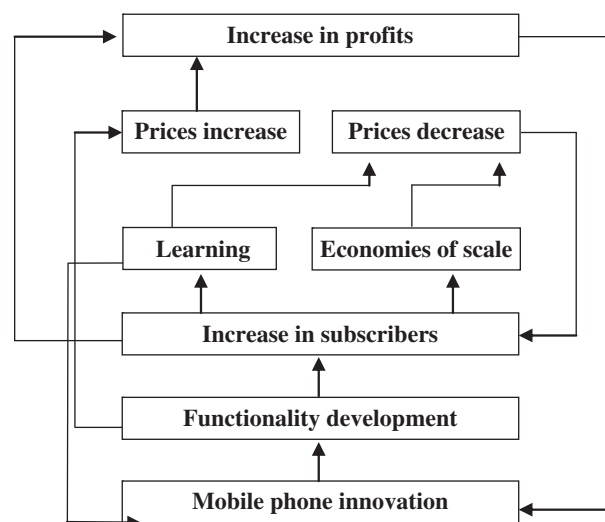 Increase in profits
Prices increase
Prices decrease
Learning
Economies of scale
Increase in subscribers
Functionality development
Mobile phone innovation